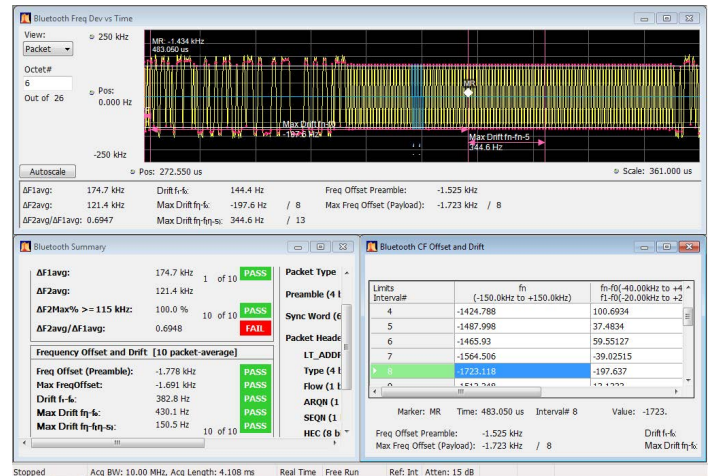 Bluetooth Freq Dev vs Time
View:
Packet
250 kHz
Octet#
6
Out of 26
Pos:
0.000 Hz
-250 kHz
MR: -1.434 kHz
483.050 us
MR
Max Drift fn-f0
-197.6 Hz
Max Drift fn-fn-5
344.6 Hz
Autoscale
Pos: 272.550 us
Scale: 361.000 us
ΔF1avg: 174.7 kHz Drift f₁-f₀: 144.4 Hz Freq Offset Preamble: -1.525 kHz
ΔF2avg: 121.4 kHz Max Drift fη-f₀: -197.6 Hz / 8 Max Freq Offset (Payload): -1.723 kHz / 8
ΔF2avg/ΔF1avg: 0.6947 Max Drift fη-fη-5: 344.6 Hz / 13
Bluetooth Summary
ΔF1avg: 174.7 kHz 1 of 10 PASS
ΔF2avg: 121.4 kHz
ΔF2Max% >= 115 kHz: 100.0 % 10 of 10 PASS
ΔF2avg/ΔF1avg: 0.6948 FAIL
Frequency Offset and Drift [10 packet-average]
Freq Offset (Preamble): -1.778 kHz PASS
Max FreqOffset: -1.691 kHz PASS
Drift f₁-f₀: 382.8 Hz PASS
Max Drift fη-f₀: 430.1 Hz PASS
Max Drift fη-fη-5: 150.5 Hz 10 of 10 PASS
Packet Type
Preamble (4 l
Sync Word (6
Packet Heade
LT_ADDF
Type (4 l
Flow (1 l
ARQN (1
SEQN (1
HEC (8 b
Bluetooth CF Offset and Drift
Limits fn fn-f0(-40.00kHz to +4
Interval# (-150.0kHz to +150.0kHz) f1-f0(-20.00kHz to +2
4 -1424.788 100.6934
5 -1487.998 37.4834
6 -1465.93 59.55127
7 -1564.506 -39.02515
8 -1723.118 -197.637
Marker: MR Time: 483.050 us Interval# 8 Value: -1723.
Freq Offset Preamble: -1.525 kHz Drift f₁-f₀:
Max Freq Offset (Payload): -1.723 kHz / 8 Max Drift fη-f₀:
Stopped Acq BW: 10.00 MHz, Acq Length: 4.108 ms Real Time Free Run Ref: Int Atten: 15 dB